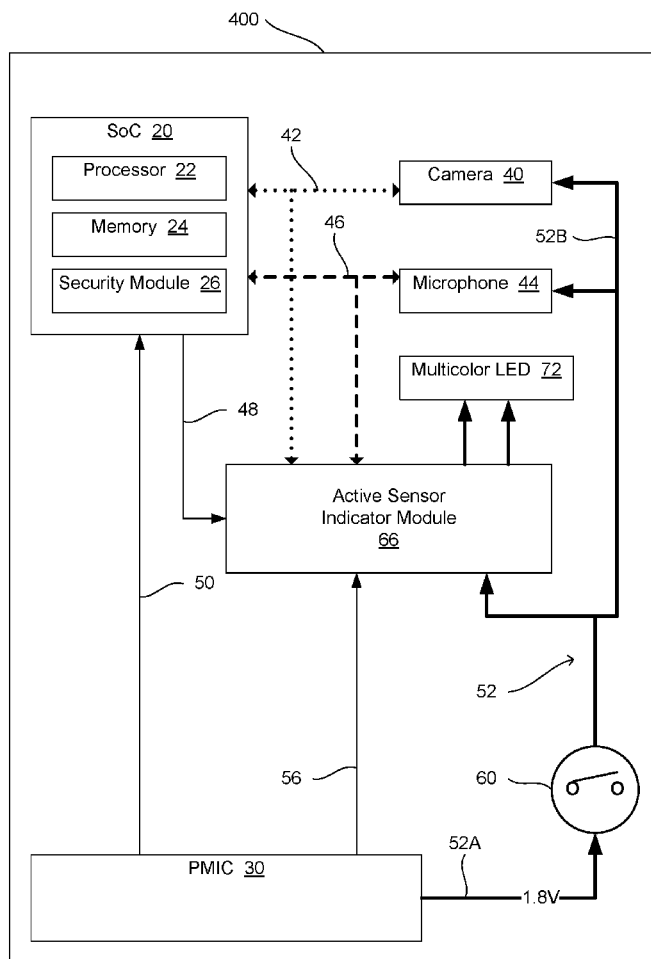 400
SoC 20
Processor 22
Memory 24
Security Module 26
42
Camera 40
52B
46
Microphone 44
Multicolor LED 72
48
Active Sensor
Indicator Module
66
50
52
56
60
PMIC 30
52A
1.8V